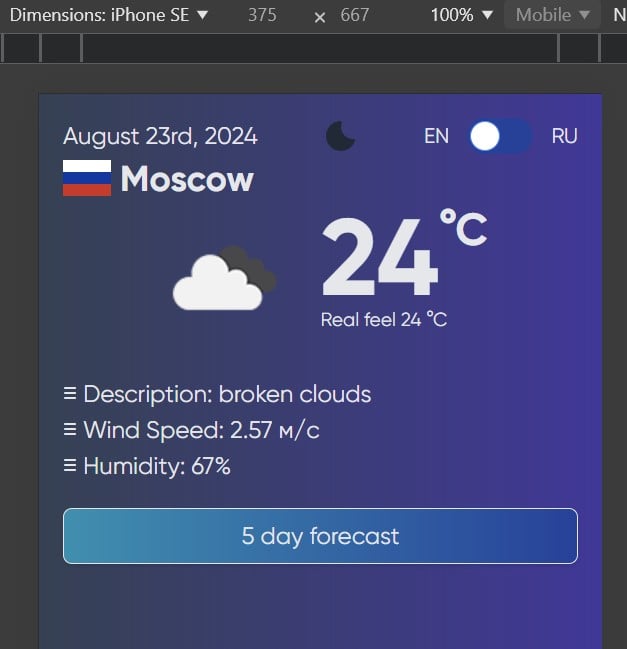 Dimensions: iPhone SE 375 × 667 100% Mobile N
August 23rd, 2024 EN RU
Moscow
24 °C
Real feel 24 °C
Description: broken clouds
Wind Speed: 2.57 м/с
Humidity: 67%
5 day forecast